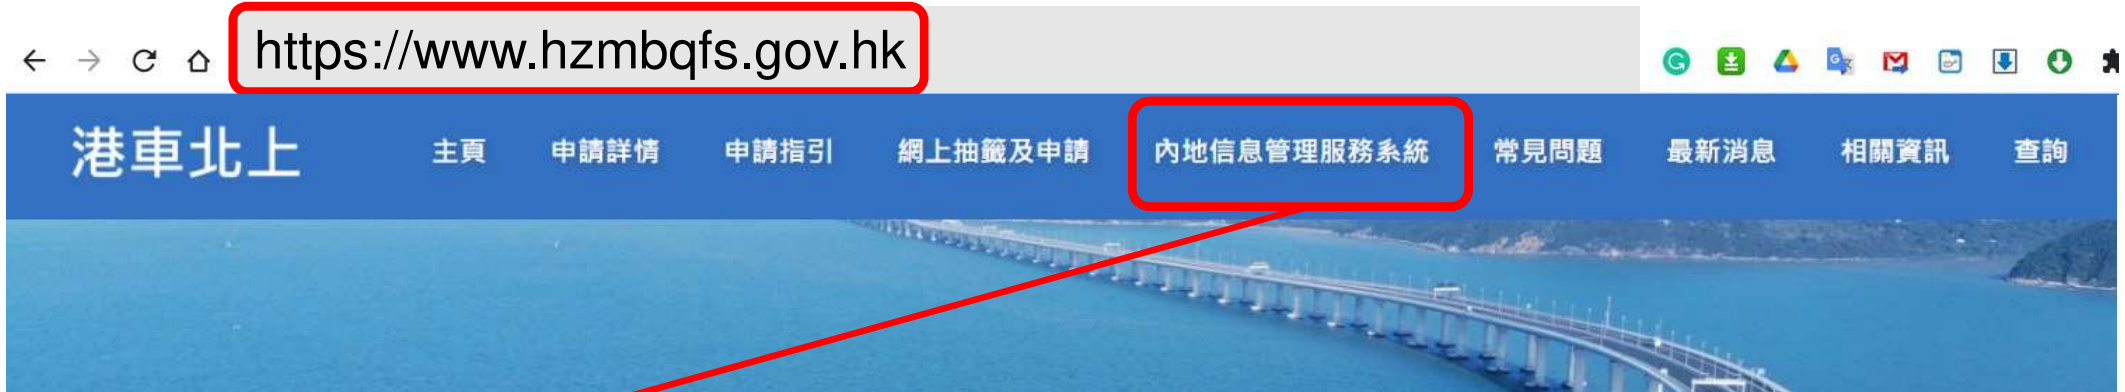 https://www.hzmbqfs.gov.hk
港車北上 主頁 申請詳情 申請指引 網上抽籤及申請 內地信息管理服務系統 常見問題 最新消息 相關資訊 查詢